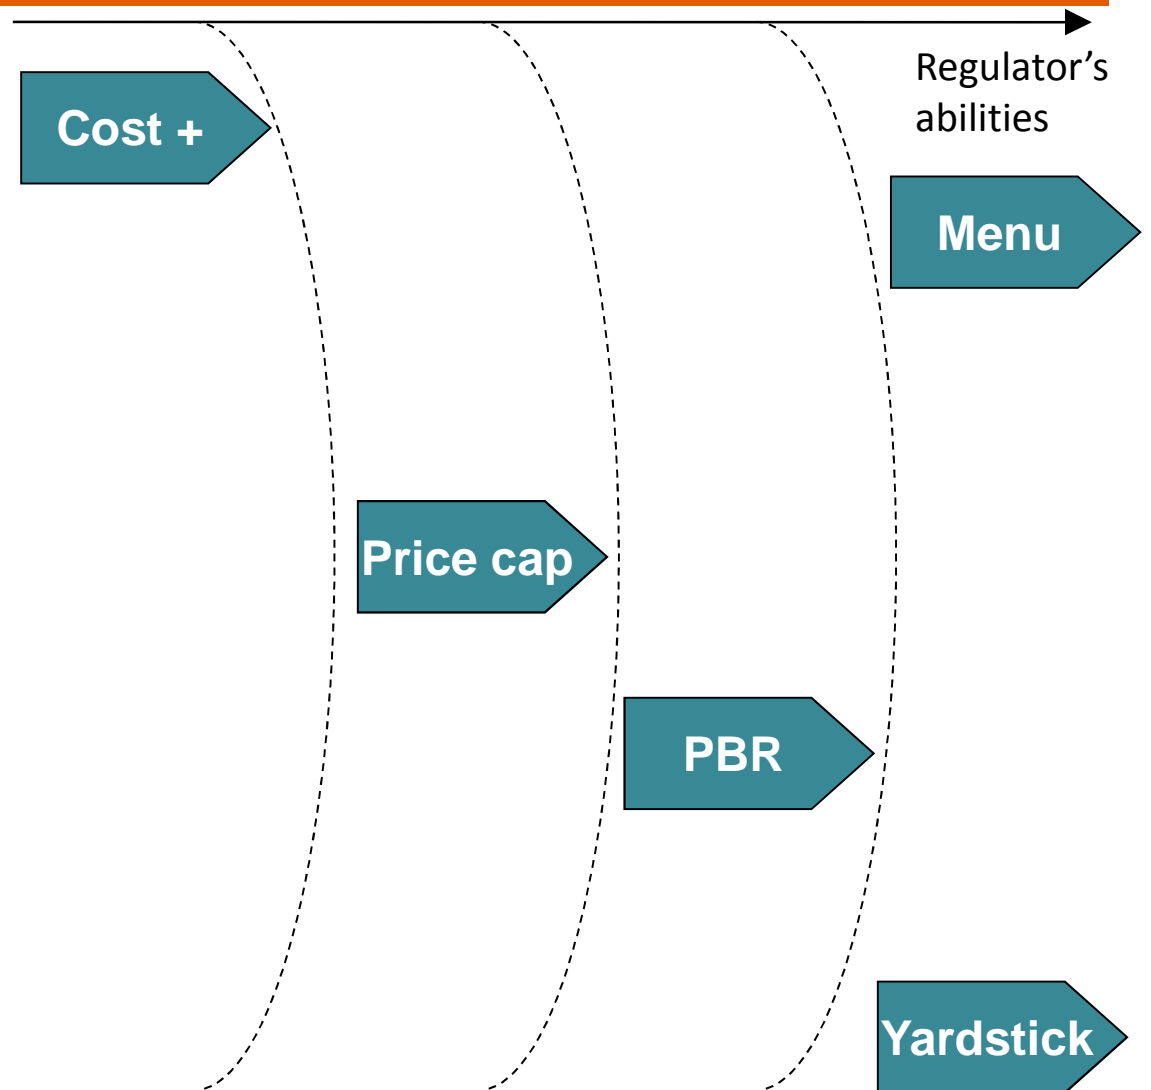 Regulator’s
abilities
Cost +
Menu
Price cap
PBR
Yardstick